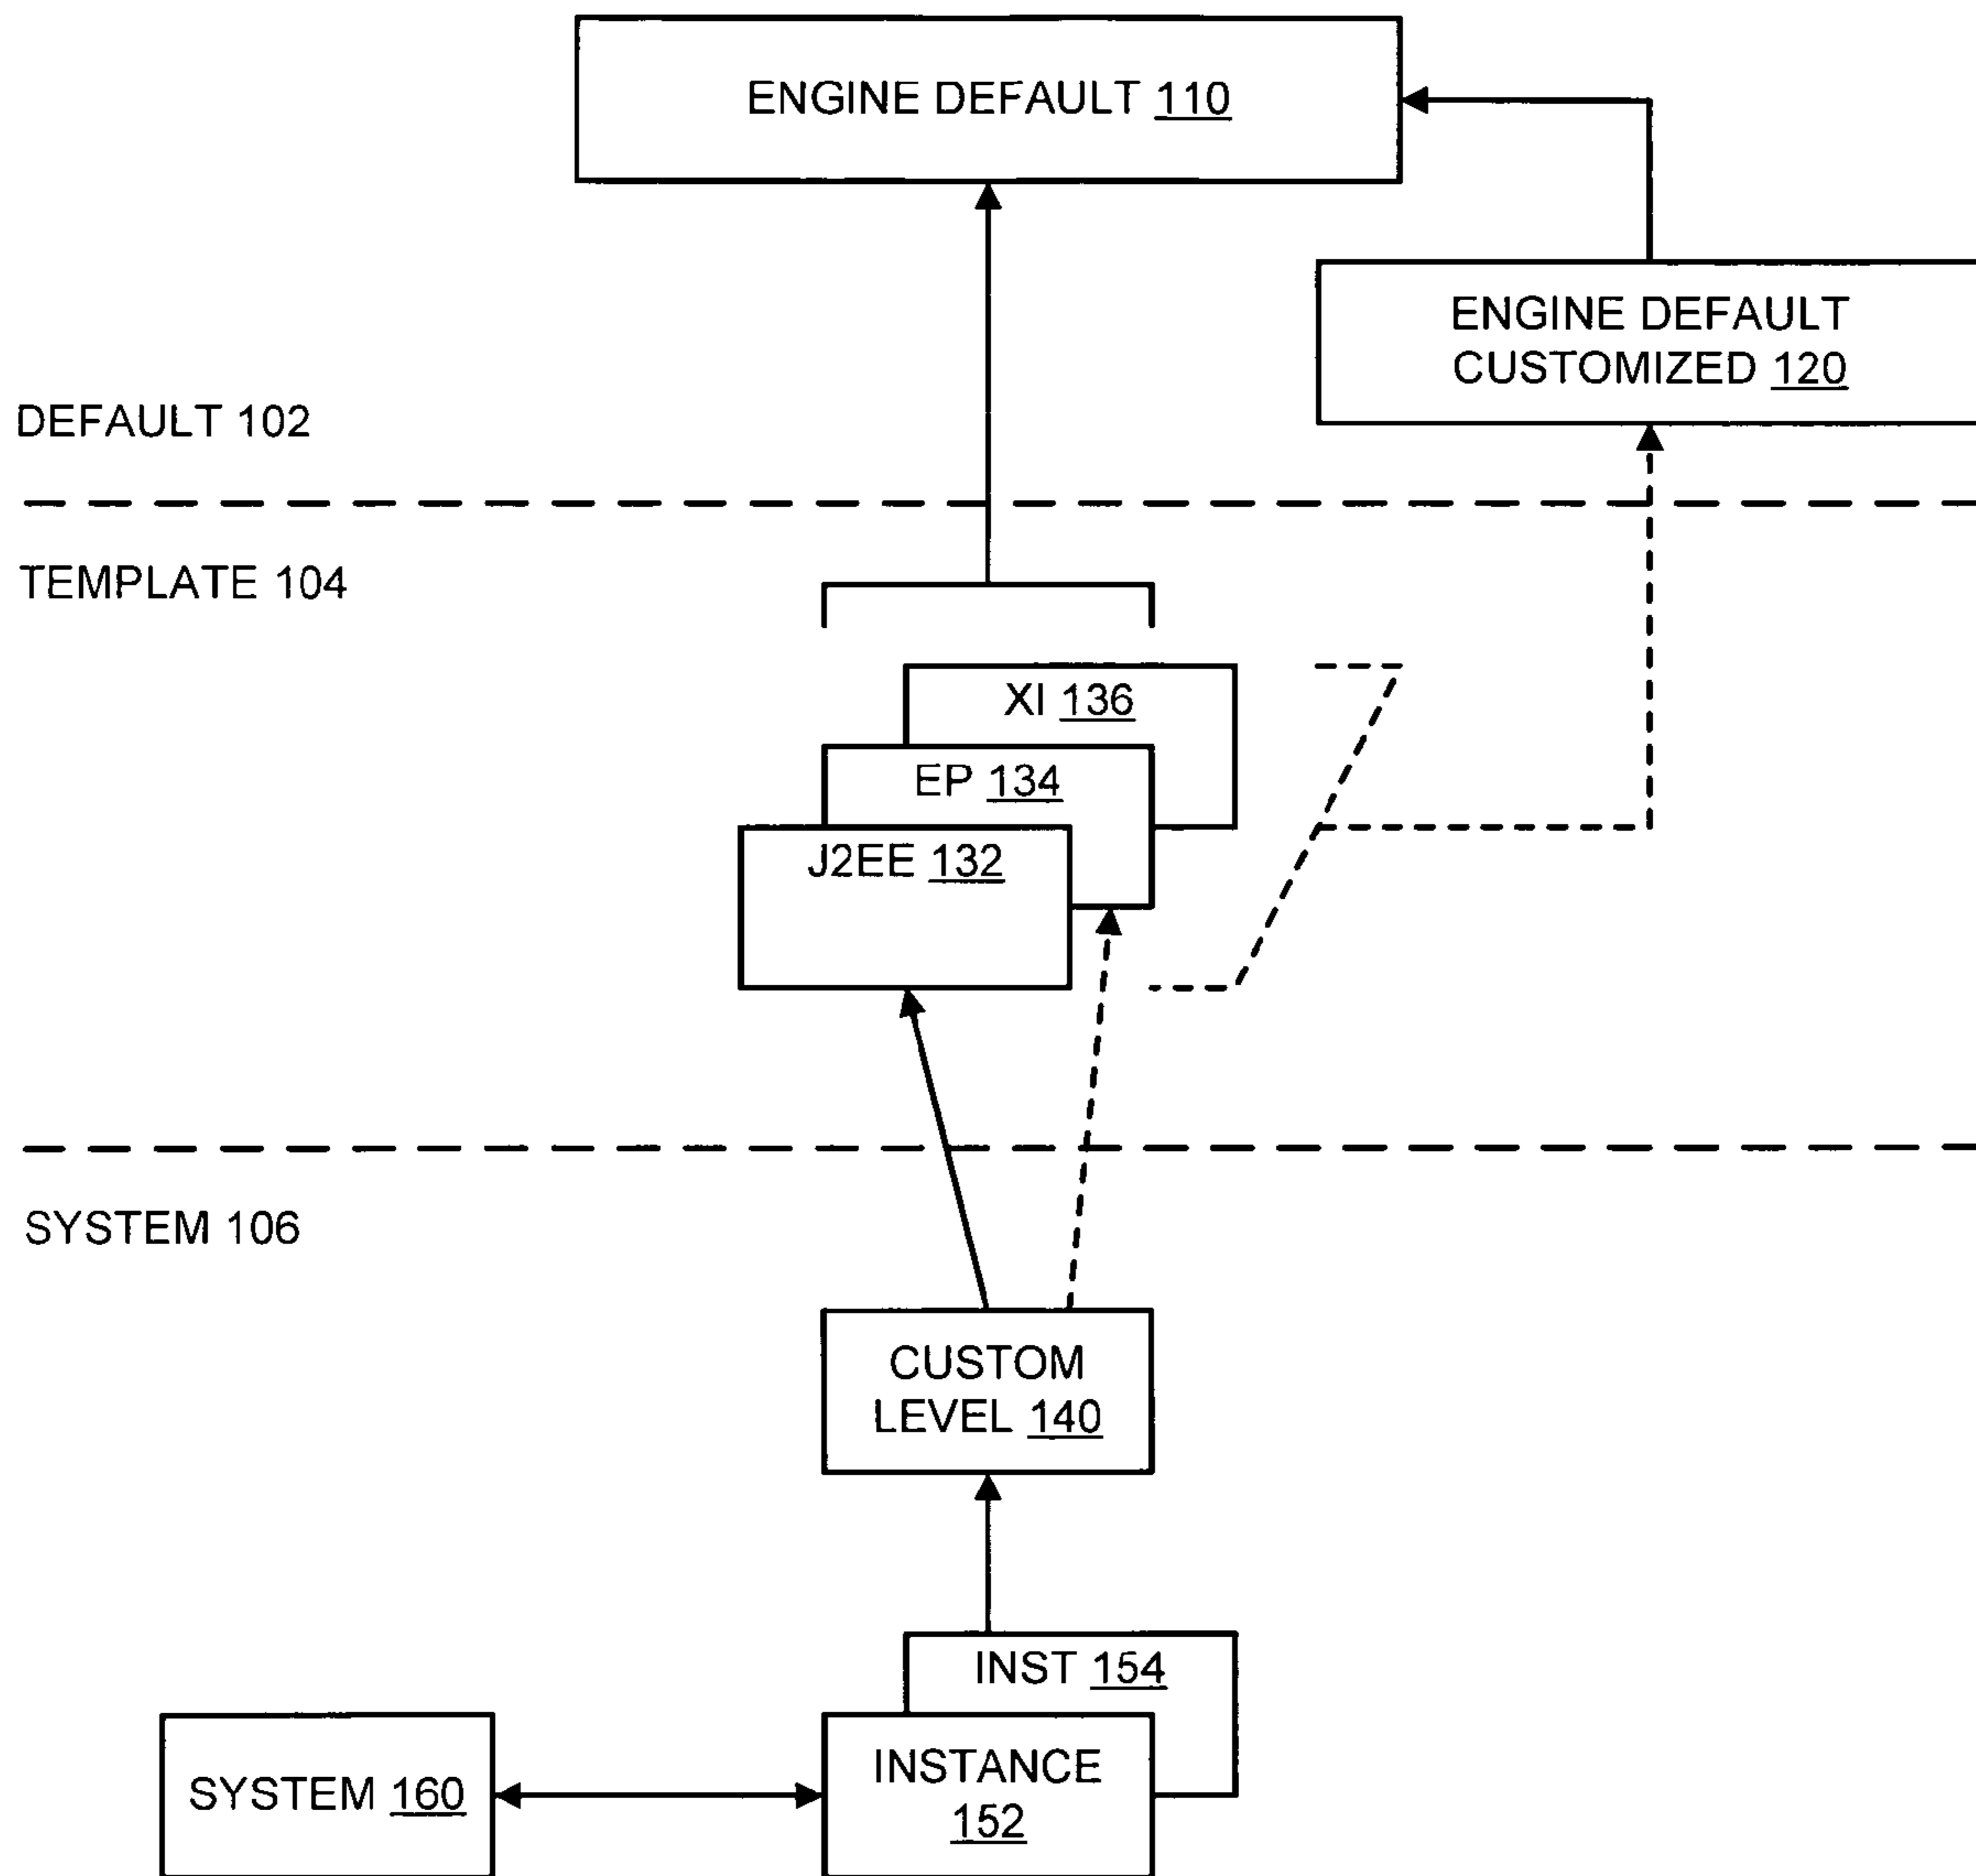 ENGINE DEFAULT 110
ENGINE DEFAULT
CUSTOMIZED 120
DEFAULT 102
TEMPLATE 104
XI 136
EP 134
J2EE 132
SYSTEM 106
CUSTOM
LEVEL 140
INST 154
INSTANCE
152
SYSTEM 160